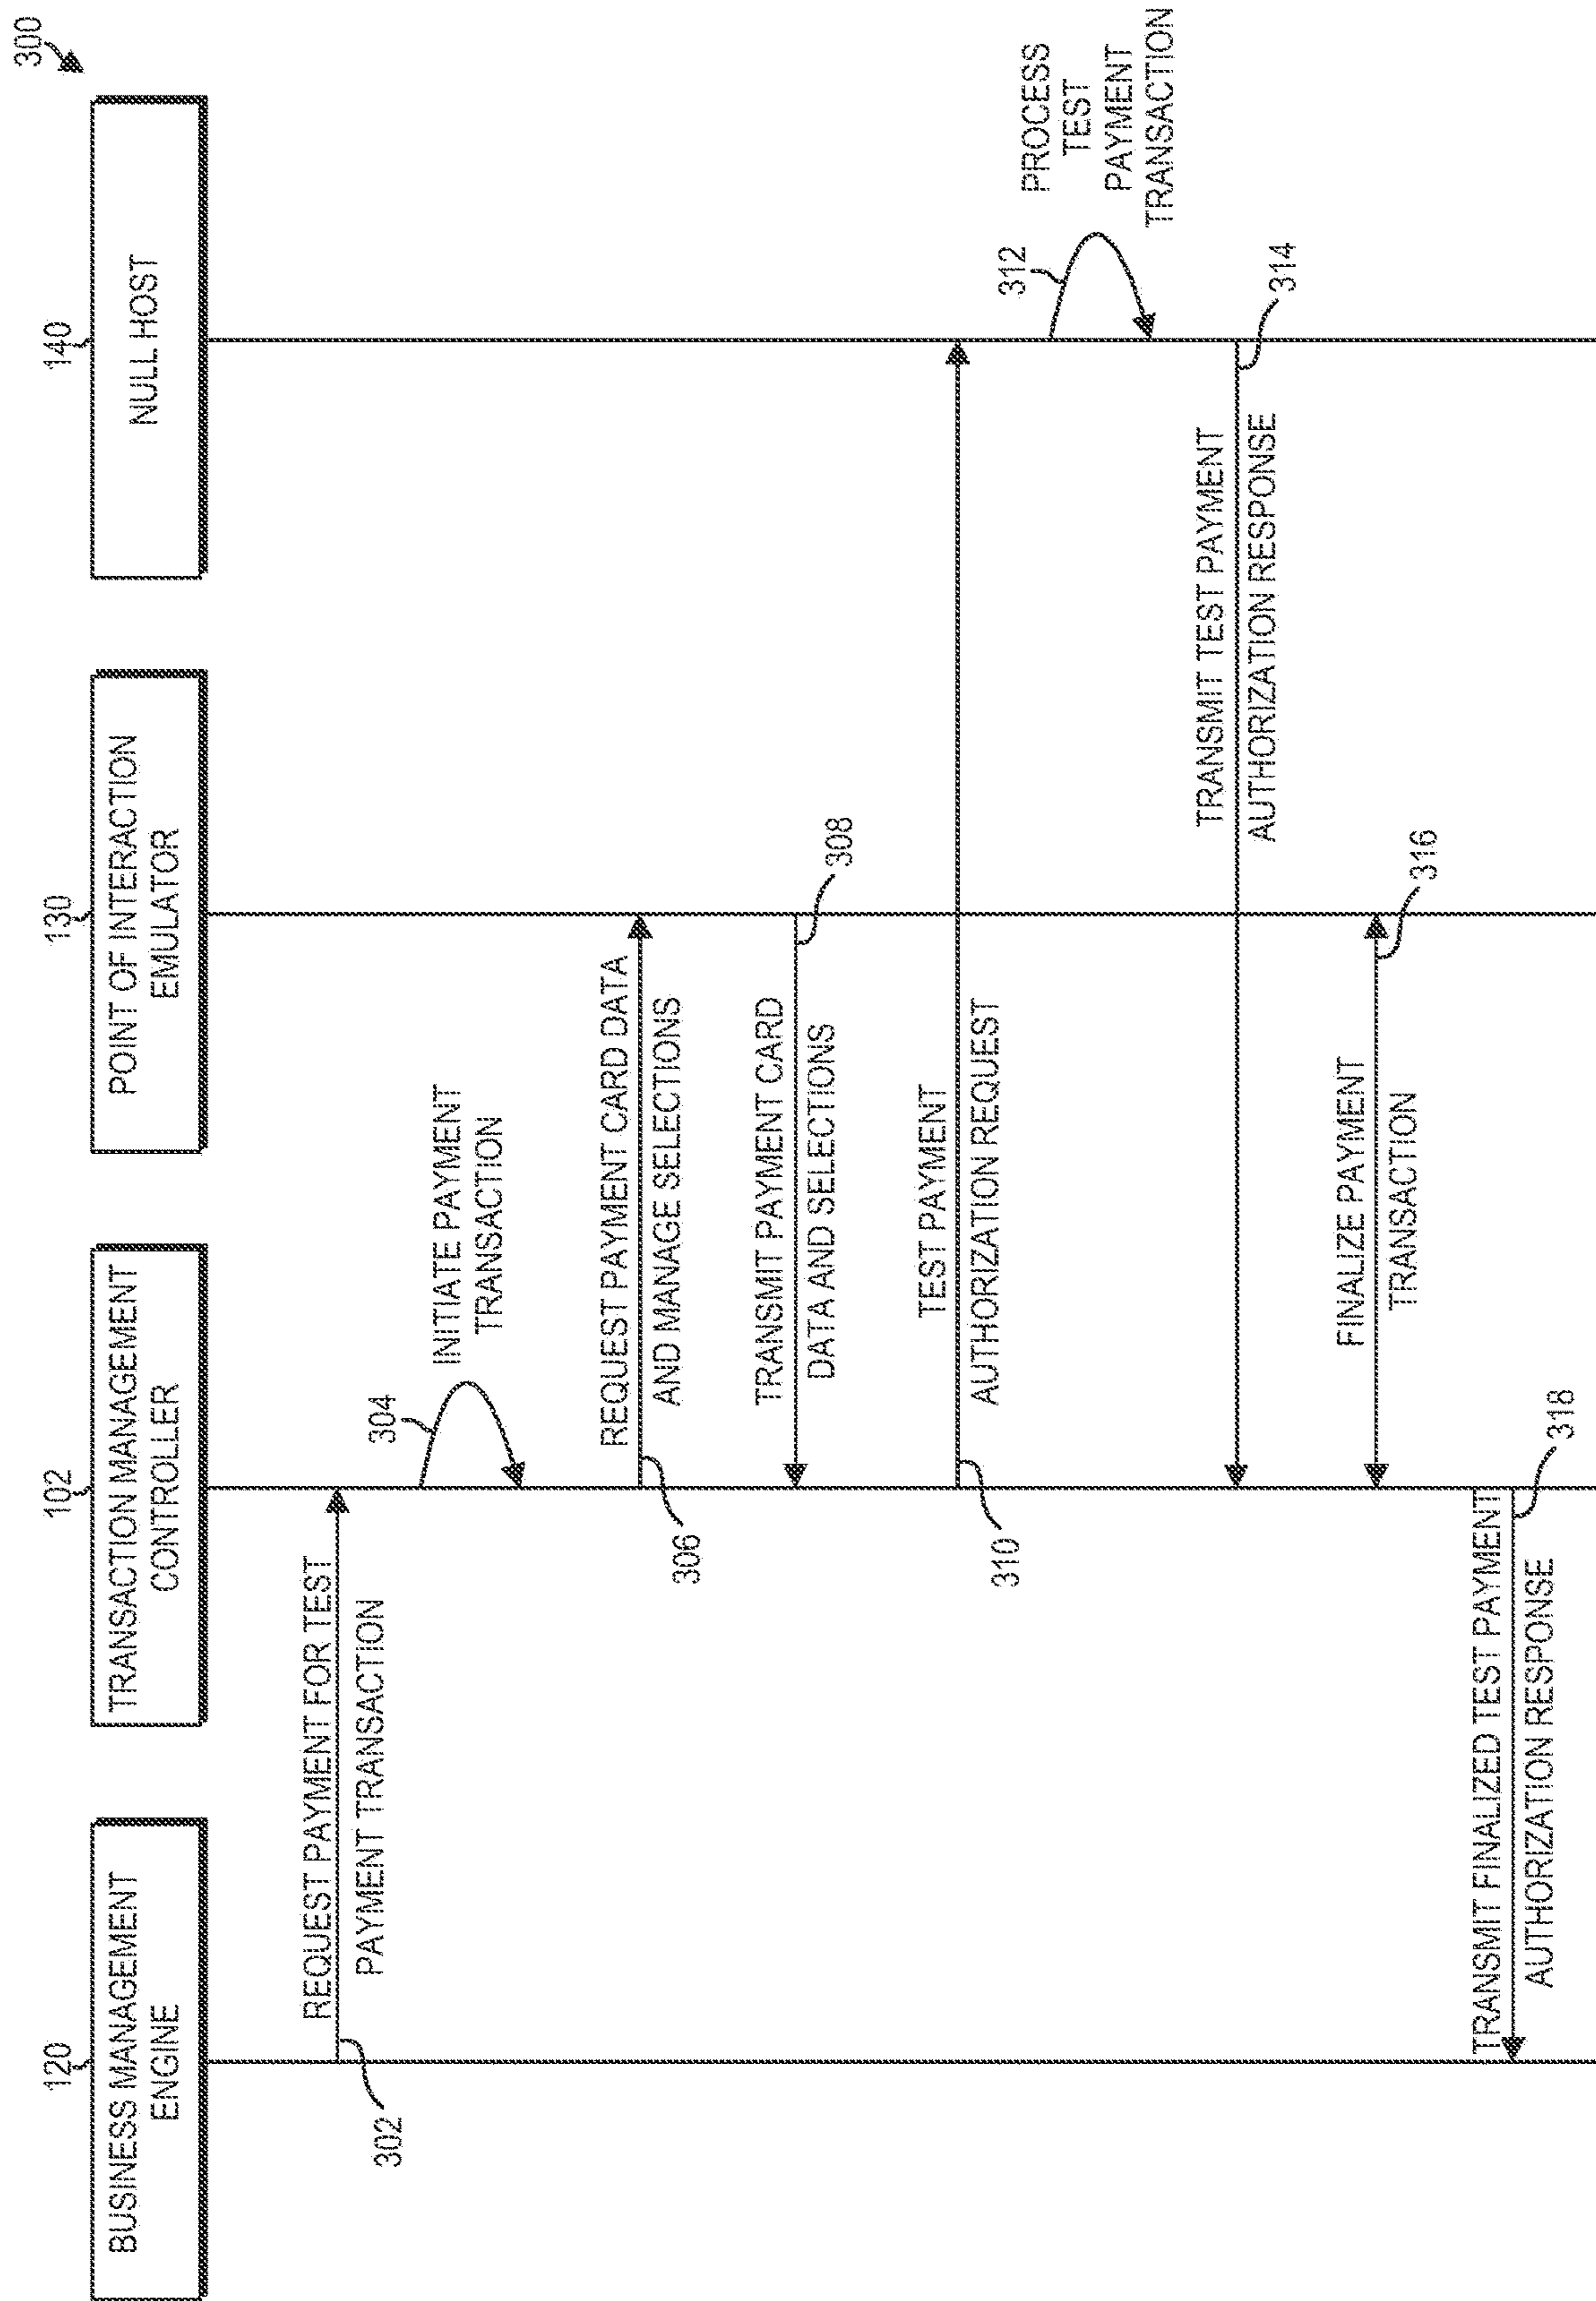 300
120
BUSINESS MANAGEMENT
ENGINE
102
TRANSACTION MANAGEMENT
CONTROLLER
130
POINT OF INTERACTION
EMULATOR
140
NULL HOST
REQUEST PAYMENT FOR TEST
PAYMENT TRANSACTION
302
304
INITIATE PAYMENT
TRANSACTION
REQUEST PAYMENT CARD DATA
AND MANAGE SELECTIONS
306
TRANSMIT PAYMENT CARD
DATA AND SELECTIONS
308
TEST PAYMENT
AUTHORIZATION REQUEST
310
312
PROCESS
TEST
PAYMENT
TRANSACTION
TRANSMIT TEST PAYMENT
AUTHORIZATION RESPONSE
314
FINALIZE PAYMENT
TRANSACTION
316
TRANSMIT FINALIZED TEST PAYMENT
AUTHORIZATION RESPONSE
318